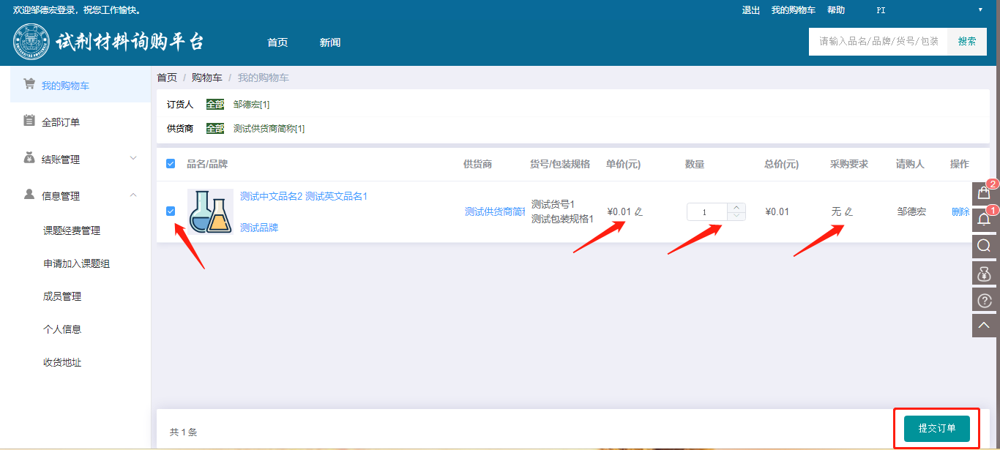 欢迎邹德宏登录，祝您工作愉快。
退出 我的购物车 帮助 PI
试剂材料询购平台
首页 新闻
请输入品名/品牌/货号/包装 搜索
我的购物车
全部订单
结账管理
信息管理
课题经费管理
申请加入课题组
成员管理
个人信息
收货地址
首页 / 购物车 / 我的购物车
订货人 全部 邹德宏[1]
供货商 全部 测试供货商简称[1]
品名/品牌 供货商 货号/包装规格 单价(元) 数量 总价(元) 采购要求 请购人 操作
测试中文品名2 测试英文品名1
测试品牌
测试供货商简称
测试货号1
测试包装规格1
¥0.01
1
¥0.01
无
邹德宏
删除
2
1
共 1 条
提交订单